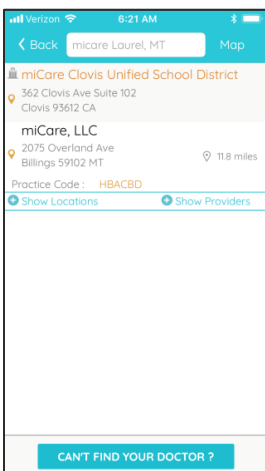 Verizon 6:21 AM
Back micare Laurel, MT Map
miCare Clovis Unified School District
362 Clovis Ave Suite 102
Clovis 93612 CA
miCare, LLC
2075 Overland Ave
Billings 59102 MT
11.8 miles
Practice Code : HBACBD
Show Locations Show Providers
CAN'T FIND YOUR DOCTOR ?